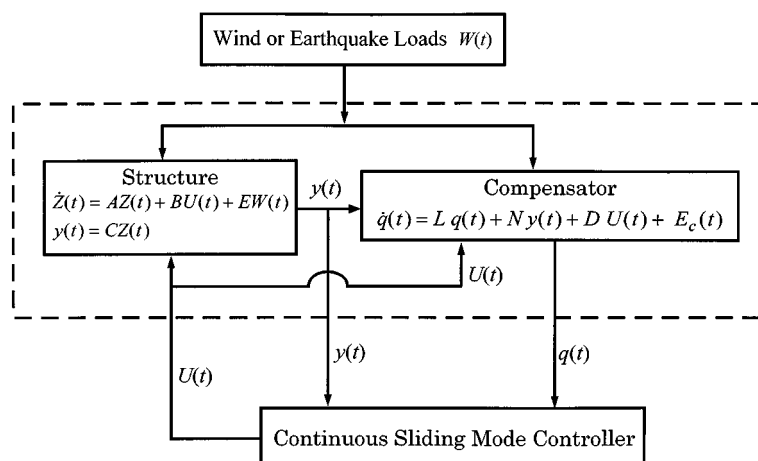 Wind or Earthquake Loads W(t)
Structure
Ż(t) = AZ(t) + BU(t) + EW(t)
y(t) = CZ(t)
y(t)
Compensator
q̇(t) = L q(t) + N y(t) + D U(t) + E_c(t)
U(t)
U(t)
y(t)
q(t)
Continuous Sliding Mode Controller